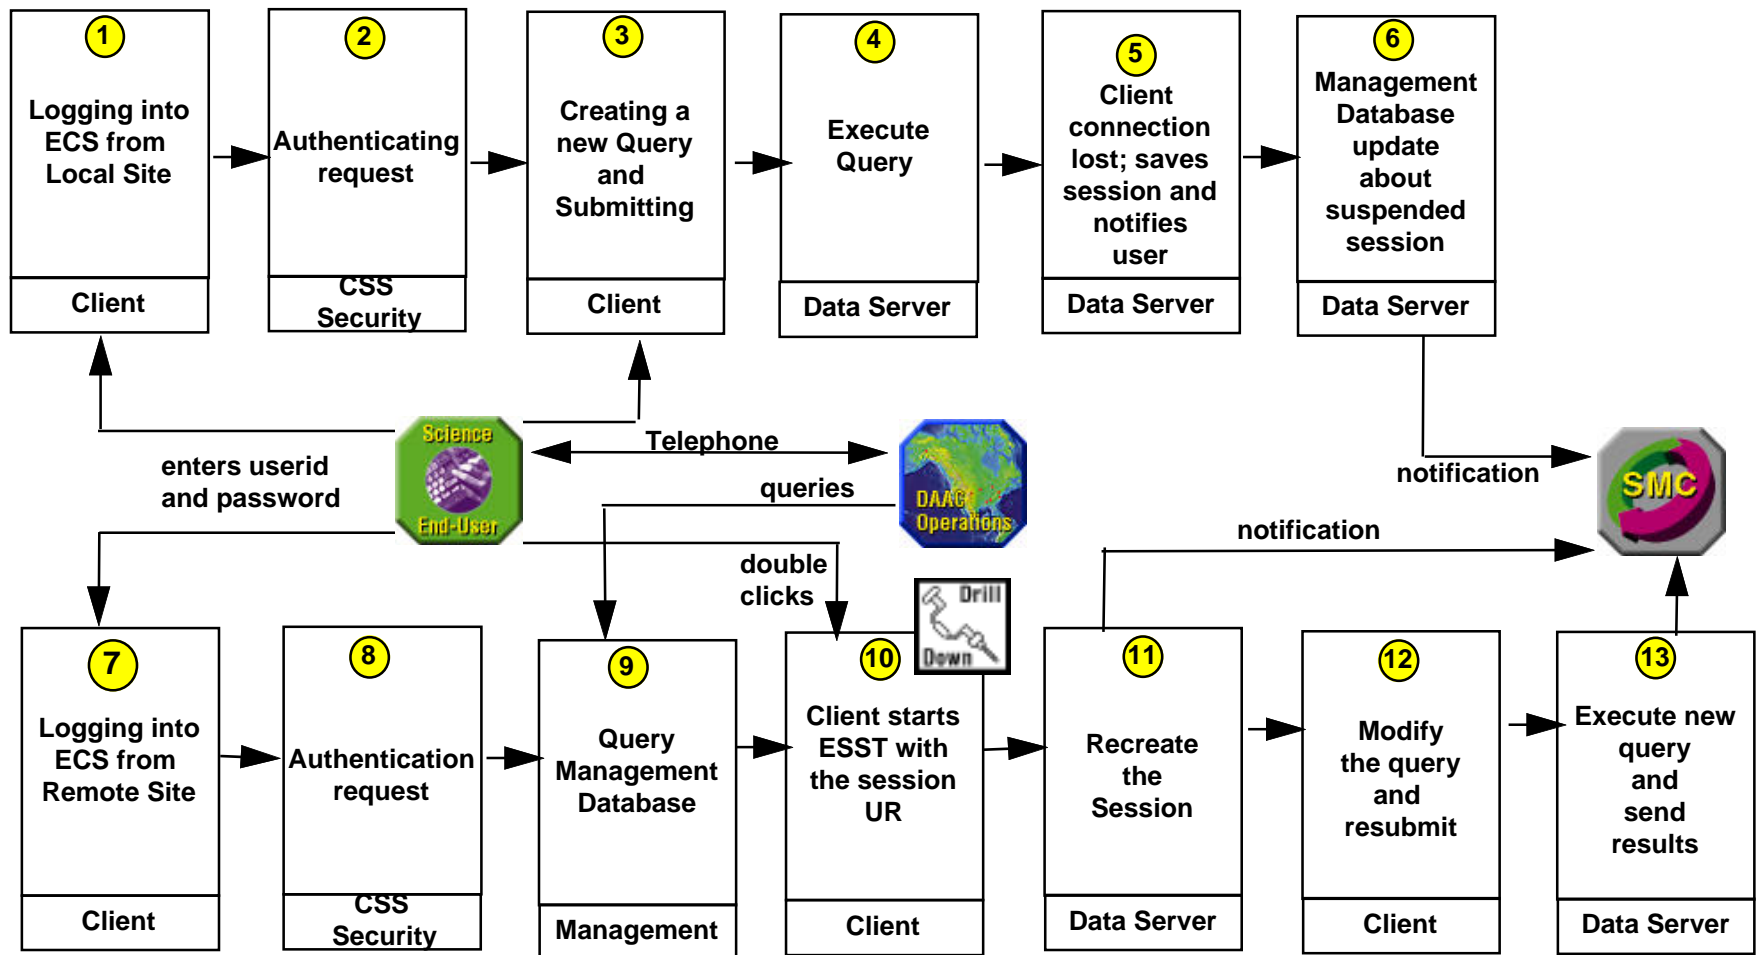 1
Logging into
ECS from
Local Site
Client
2
Authenticating
request
CSS
Security
3
Creating a
new Query
and
Submitting
Client
4
Execute
Query
Data Server
5
Client
connection
lost; saves
session and
notifies
user
Data Server
6
Management
Database
update
about
suspended
session
Data Server
enters userid
and password
Science
End-User
Telephone
queries
DAAC
Operations
double
clicks
notification
notification
SMC
Drill
Down
7
Logging into
ECS from
Remote Site
Client
8
Authentication
request
CSS
Security
9
Query
Management
Database
Management
10
Client starts
ESST with
the session
UR
Client
11
Recreate
the
Session
Data Server
12
Modify
the query
and
resubmit
Client
13
Execute new
query
and
send
results
Data Server